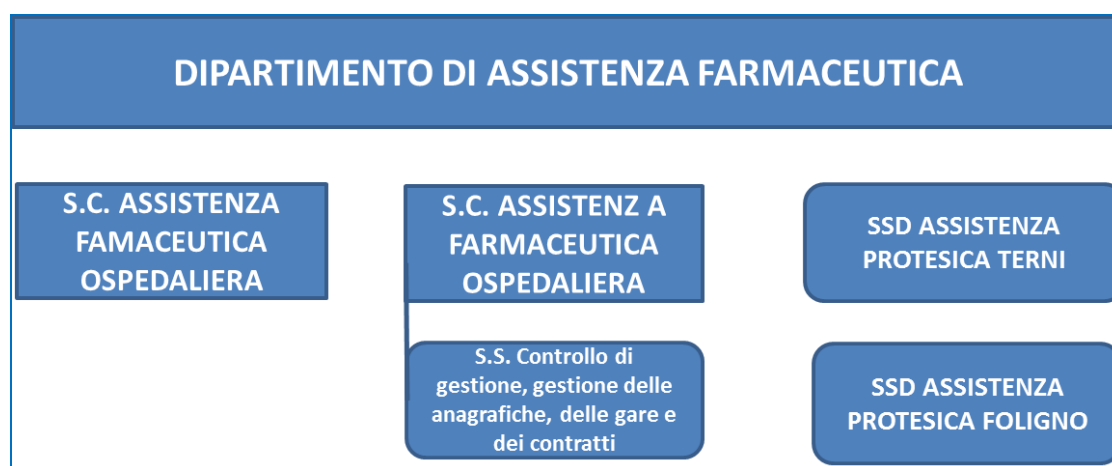 DIPARTIMENTO DI ASSISTENZA FARMACEUTICA
S.C. ASSISTENZA
FAMACEUTICA
OSPEDALIERA
S.C. ASSISTENZ A
FARMACEUTICA
OSPEDALIERA
SSD ASSISTENZA
PROTESICA TERNI
S.S. Controllo di
gestione, gestione delle
anagrafiche, delle gare e
dei contratti
SSD ASSISTENZA
PROTESICA FOLIGNO